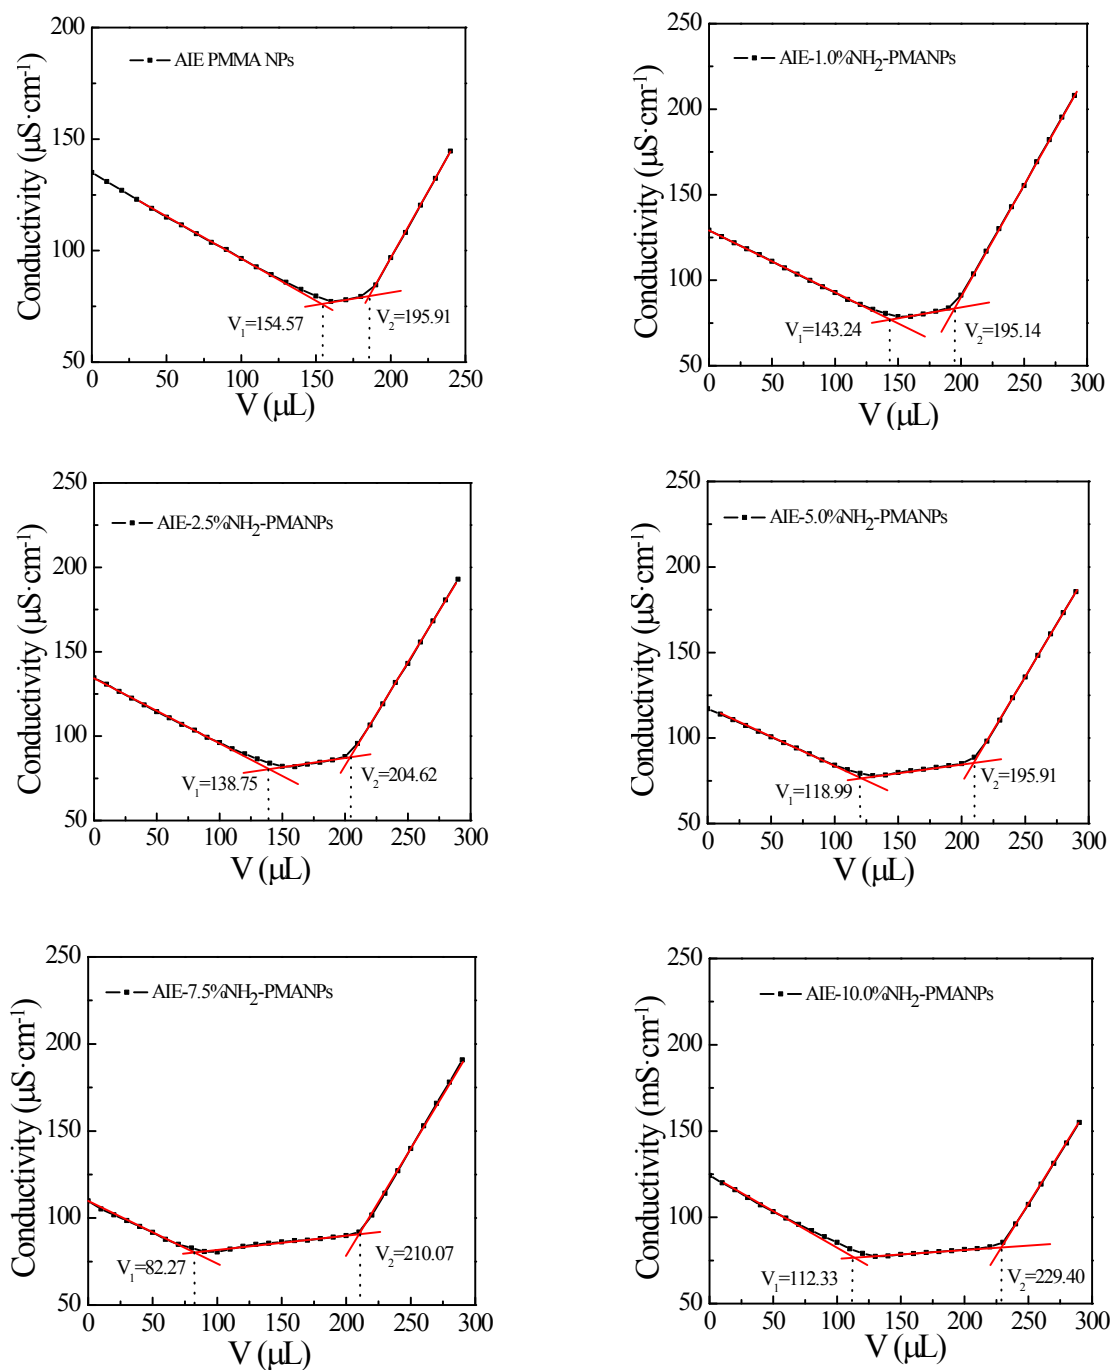 AIE PMMA NPs
Conductivity (μS·cm⁻¹)
200
150
100
50
V₁=154.57
V₂=195.91
0 50 100 150 200 250
V (μL)
AIE-1.0%NH₂-PMANPs
Conductivity (μS·cm⁻¹)
250
200
150
100
50
V₁=143.24
V₂=195.14
0 50 100 150 200 250 300
V (μL)
AIE-2.5%NH₂-PMANPs
Conductivity (μS·cm⁻¹)
250
200
150
100
50
V₁=138.75
V₂=204.62
0 50 100 150 200 250 300
V (μL)
AIE-5.0%NH₂-PMANPs
Conductivity (μS·cm⁻¹)
250
200
150
100
50
V₁=118.99
V₂=195.91
0 50 100 150 200 250 300
V (μL)
AIE-7.5%NH₂-PMANPs
Conductivity (μS·cm⁻¹)
250
200
150
100
50
V₁=82.27
V₂=210.07
0 50 100 150 200 250 300
V (μL)
AIE-10.0%NH₂-PMANPs
Conductivity (mS·cm⁻¹)
250
200
150
100
50
V₁=112.33
V₂=229.40
0 50 100 150 200 250 300
V (μL)